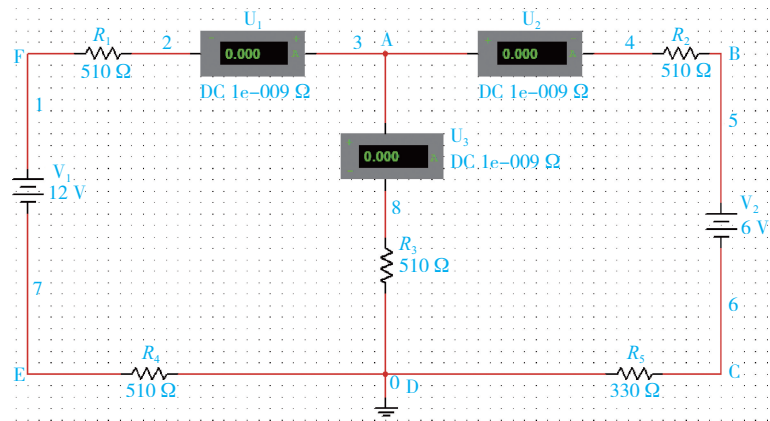 U₁
U₂
F
R₁
2
0.000
A
3
A
0.000
A
4
R₂
B
510 Ω
DC 1e-009 Ω
DC 1e-009 Ω
510 Ω
1
5
U₃
0.000
A
DC 1e-009 Ω
V₁
12 V
8
V₂
6 V
R₃
510 Ω
7
6
R₄
R₅
E
510 Ω
0
D
330 Ω
C